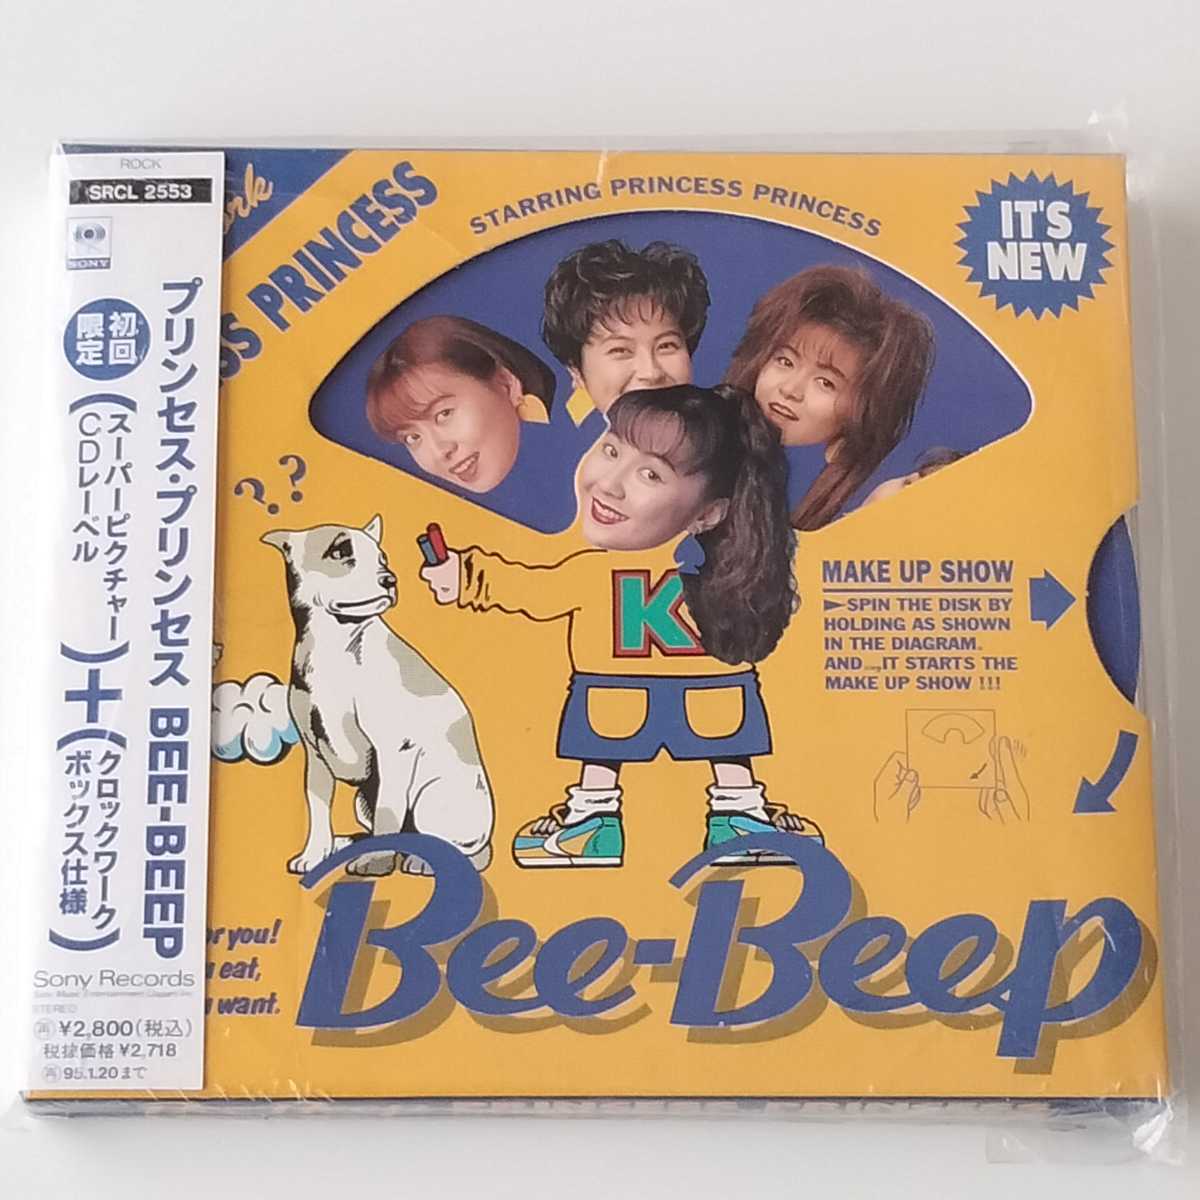 ROCK
SRCL 2553
SONY
初回
限定
プリンセス・プリンセス BEE-BEEP
(スーパーピクチャー
CDレーベル)
+
(クロックワーク
ボックス仕様)
Sony Records
STEREO
再 ¥2,800(税込)
税抜価格 ¥2,718
再 95.1.20まで
ork
SS PRINCESS
STARRING PRINCESS PRINCESS
IT'S
NEW
? ?
K
MAKE UP SHOW
►SPIN THE DISK BY
HOLDING AS SHOWN
IN THE DIAGRAM.
AND IT STARTS THE
MAKE UP SHOW !!!
or you!
u eat,
u want.
Bee-Beep